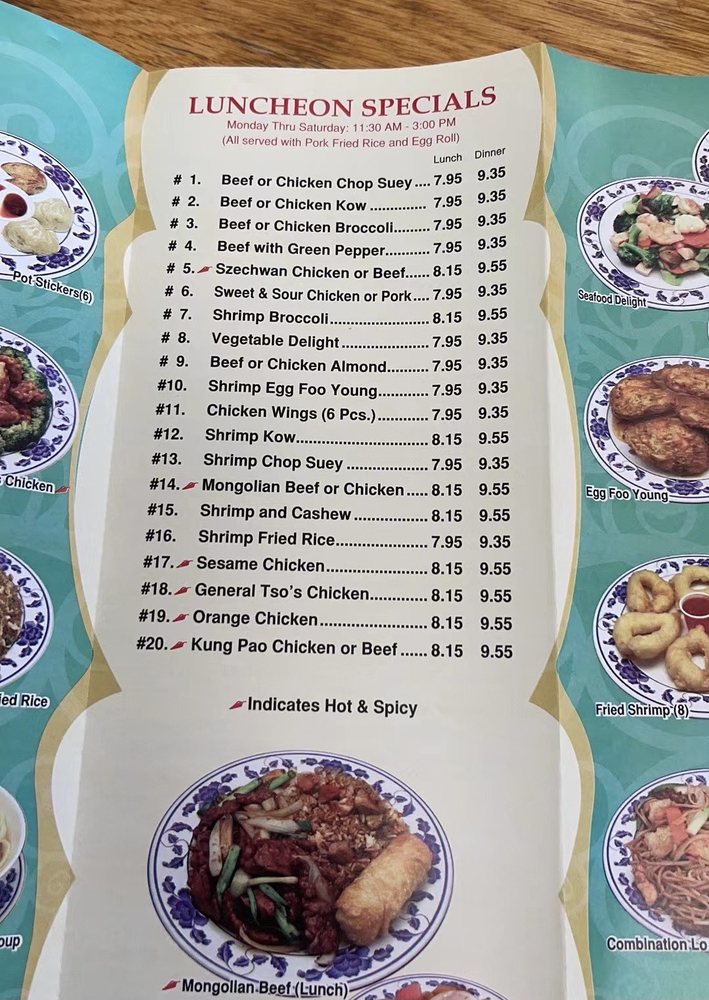 LUNCHEON SPECIALS
Monday Thru Saturday: 11:30 AM - 3:00 PM
(All served with Pork Fried Rice and Egg Roll)
Lunch Dinner
# 1. Beef or Chicken Chop Suey .... 7.95 9.35
# 2. Beef or Chicken Kow .............. 7.95 9.35
# 3. Beef or Chicken Broccoli......... 7.95 9.35
# 4. Beef with Green Pepper........... 7.95 9.35
# 5. Szechwan Chicken or Beef...... 8.15 9.55
# 6. Sweet & Sour Chicken or Pork .... 7.95 9.35
# 7. Shrimp Broccoli....................... 8.15 9.55
# 8. Vegetable Delight .................... 7.95 9.35
# 9. Beef or Chicken Almond.......... 7.95 9.35
#10. Shrimp Egg Foo Young............ 7.95 9.35
#11. Chicken Wings (6 Pcs.)............ 7.95 9.35
#12. Shrimp Kow............................... 8.15 9.55
#13. Shrimp Chop Suey ................... 7.95 9.35
#14. Mongolian Beef or Chicken ..... 8.15 9.55
#15. Shrimp and Cashew ................. 8.15 9.55
#16. Shrimp Fried Rice..................... 7.95 9.35
#17. Sesame Chicken....................... 8.15 9.55
#18. General Tso's Chicken............. 8.15 9.55
#19. Orange Chicken......................... 8.15 9.55
#20. Kung Pao Chicken or Beef ...... 8.15 9.55
Indicates Hot & Spicy
Mongolian Beef (Lunch)
Pot Stickers(6)
Chicken
ied Rice
oup
Seafood Delight
Egg Foo Young
Fried Shrimp (8)
Combination Lo